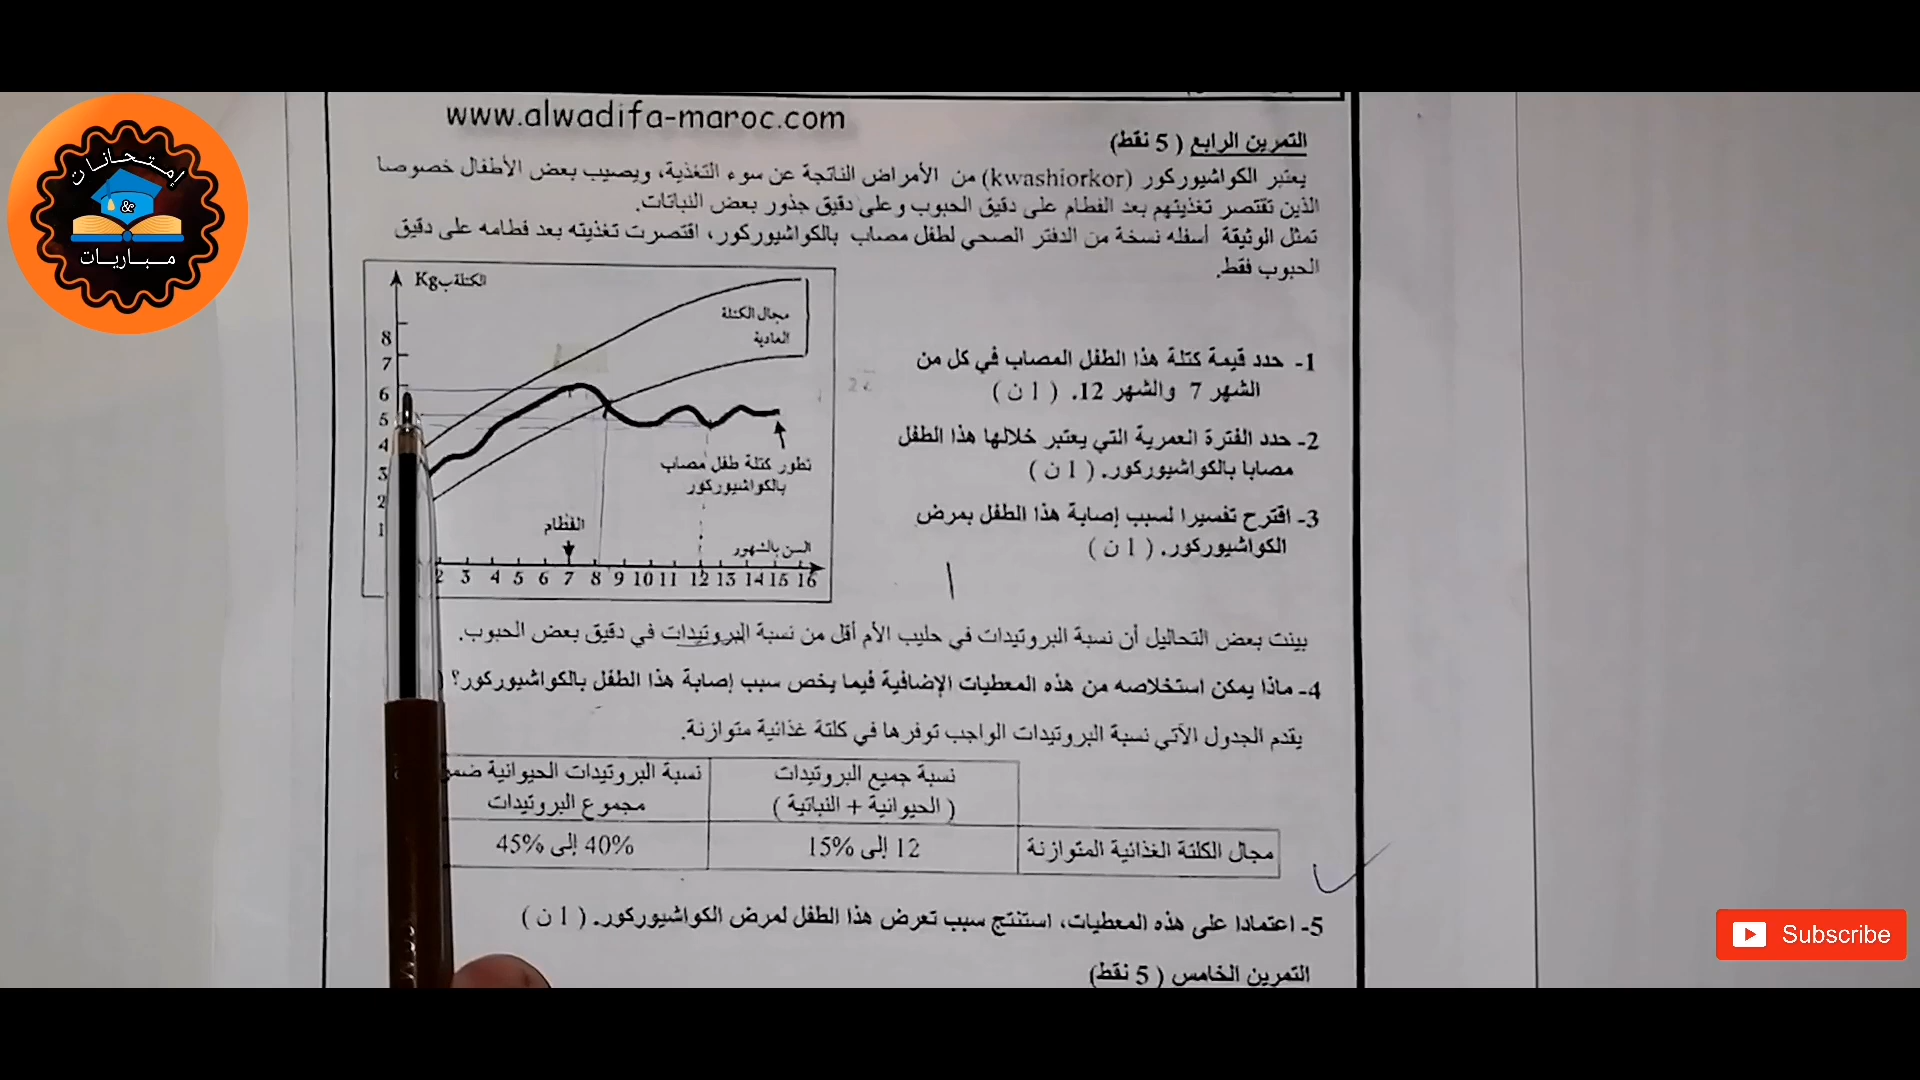 إمتحانات
&
مباريات
www.alwadifa-maroc.com
التمرين الرابع ( 5 نقط)
يعتبر الكواشيوركور (kwashiorkor) من الأمراض الناتجة عن سوء التغذية، ويصيب بعض الأطفال خصوصا
الذين تقتصر تغذيتهم بعد الفطام على دقيق الحبوب وعلى دقيق جذور بعض النباتات.
تمثل الوثيقة أسفله نسخة من الدفتر الصحي لطفل مصاب بالكواشيوركور، اقتصرت تغذيته بعد فطامه على دقيق
الحبوب فقط.
الكتلة ب Kg
مجال الكتلة
العادية
8
7
6
5
4
3
2
1
تطور كتلة طفل مصاب
بالكواشيوركور
الفطام
السن بالشهور
2 3 4 5 6 7 8 9 10 11 12 13 14 15 16
1- حدد قيمة كتلة هذا الطفل المصاب في كل من
الشهر 7 والشهر 12. ( 1 ن )
2- حدد الفترة العمرية التي يعتبر خلالها هذا الطفل
مصابا بالكواشيوركور. ( 1 ن )
3- اقترح تفسيرا لسبب إصابة هذا الطفل بمرض
الكواشيوركور. ( 1 ن )
بينت بعض التحاليل أن نسبة البروتيدات في حليب الأم أقل من نسبة البروتيدات في دقيق بعض الحبوب.
4- ماذا يمكن استخلاصه من هذه المعطيات الإضافية فيما يخص سبب إصابة هذا الطفل بالكواشيوركور؟ (
يقدم الجدول الآتي نسبة البروتيدات الواجب توفرها في كلتة غذائية متوازنة.
نسبة جميع البروتيدات
( الحيوانية + النباتية )
نسبة البروتيدات الحيوانية ضمن
مجموع البروتيدات
مجال الكلتة الغذائية المتوازنة
12 إلى 15%
40% إلى 45%
5- اعتمادا على هذه المعطيات، استنتج سبب تعرض هذا الطفل لمرض الكواشيوركور. ( 1 ن )
التمرين الخامس ( 5 نقط)
Subscribe